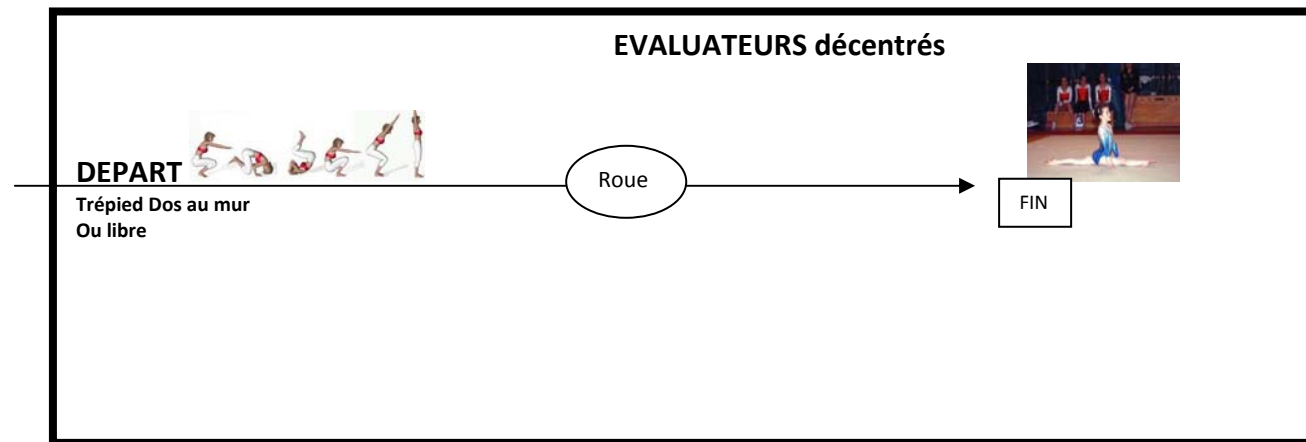 EVALUATEURS décentrés
DEPART
Trépied Dos au mur
Ou libre
Roue
FIN